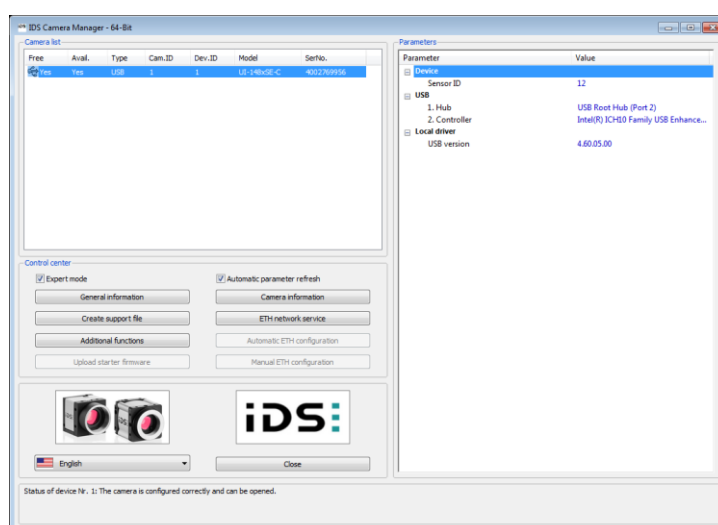 IDS Camera Manager - 64-Bit
Camera list
Free Avail. Type Cam.ID Dev.ID Model SerNo.
Yes Yes USB 1 1 UI-148xSE-C 4002769956
Control center
Expert mode
Automatic parameter refresh
General information
Camera information
Create support file
ETH network service
Additional functions
Automatic ETH configuration
Upload starter firmware
Manual ETH configuration
IDS:
English
Close
Status of device Nr. 1: The camera is configured correctly and can be opened.
Parameters
Parameter Value
Device
Sensor ID 12
USB
1. Hub USB Root Hub (Port 2)
2. Controller Intel(R) ICH10 Family USB Enhance...
Local driver
USB version 4.60.05.00